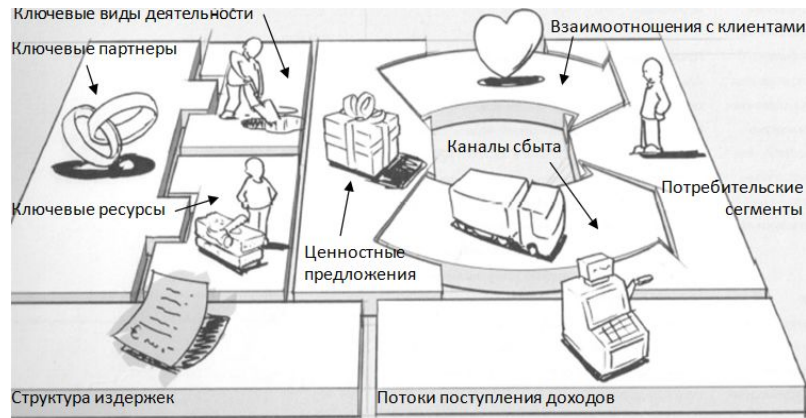 Ключевые виды деятельности
Взаимоотношения с клиентами
Ключевые партнеры
Каналы сбыта
Потребительские
сегменты
Ключевые ресурсы
Ценностные
предложения
Структура издержек
Потоки поступления доходов